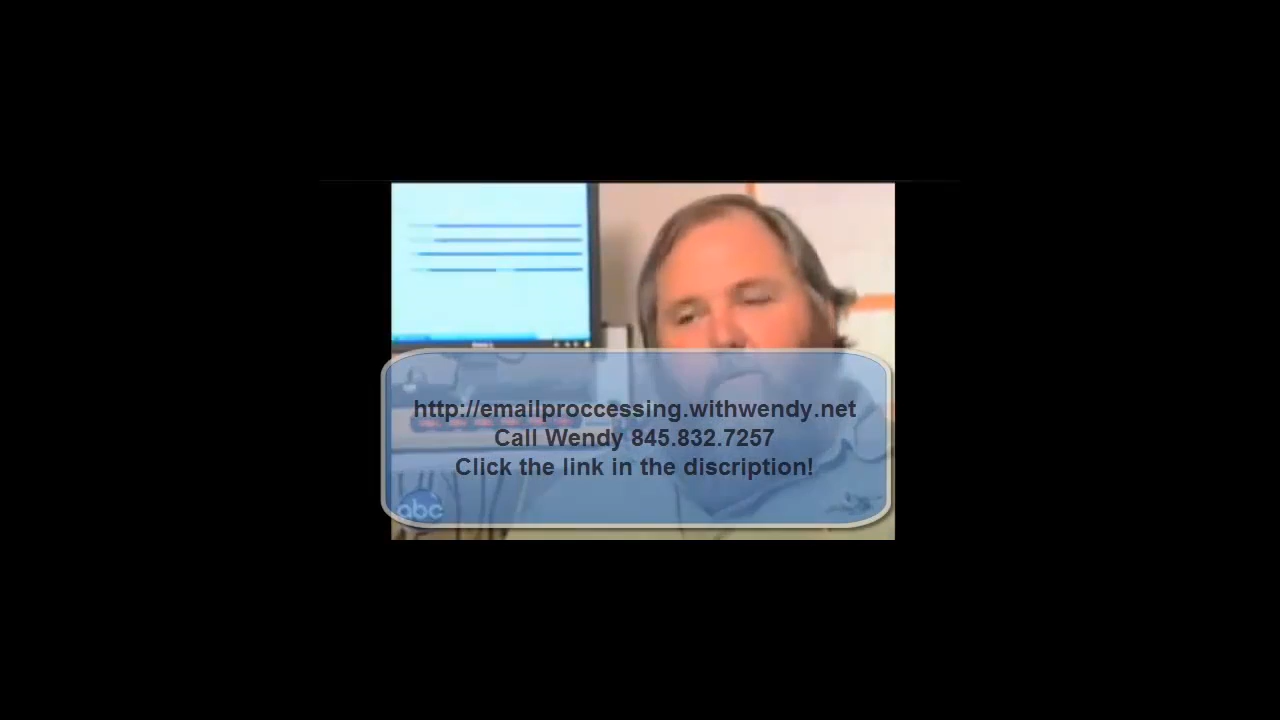 http://emailproccessing.withwendy.net
Call Wendy 845.832.7257
Click the link in the discription!
abc